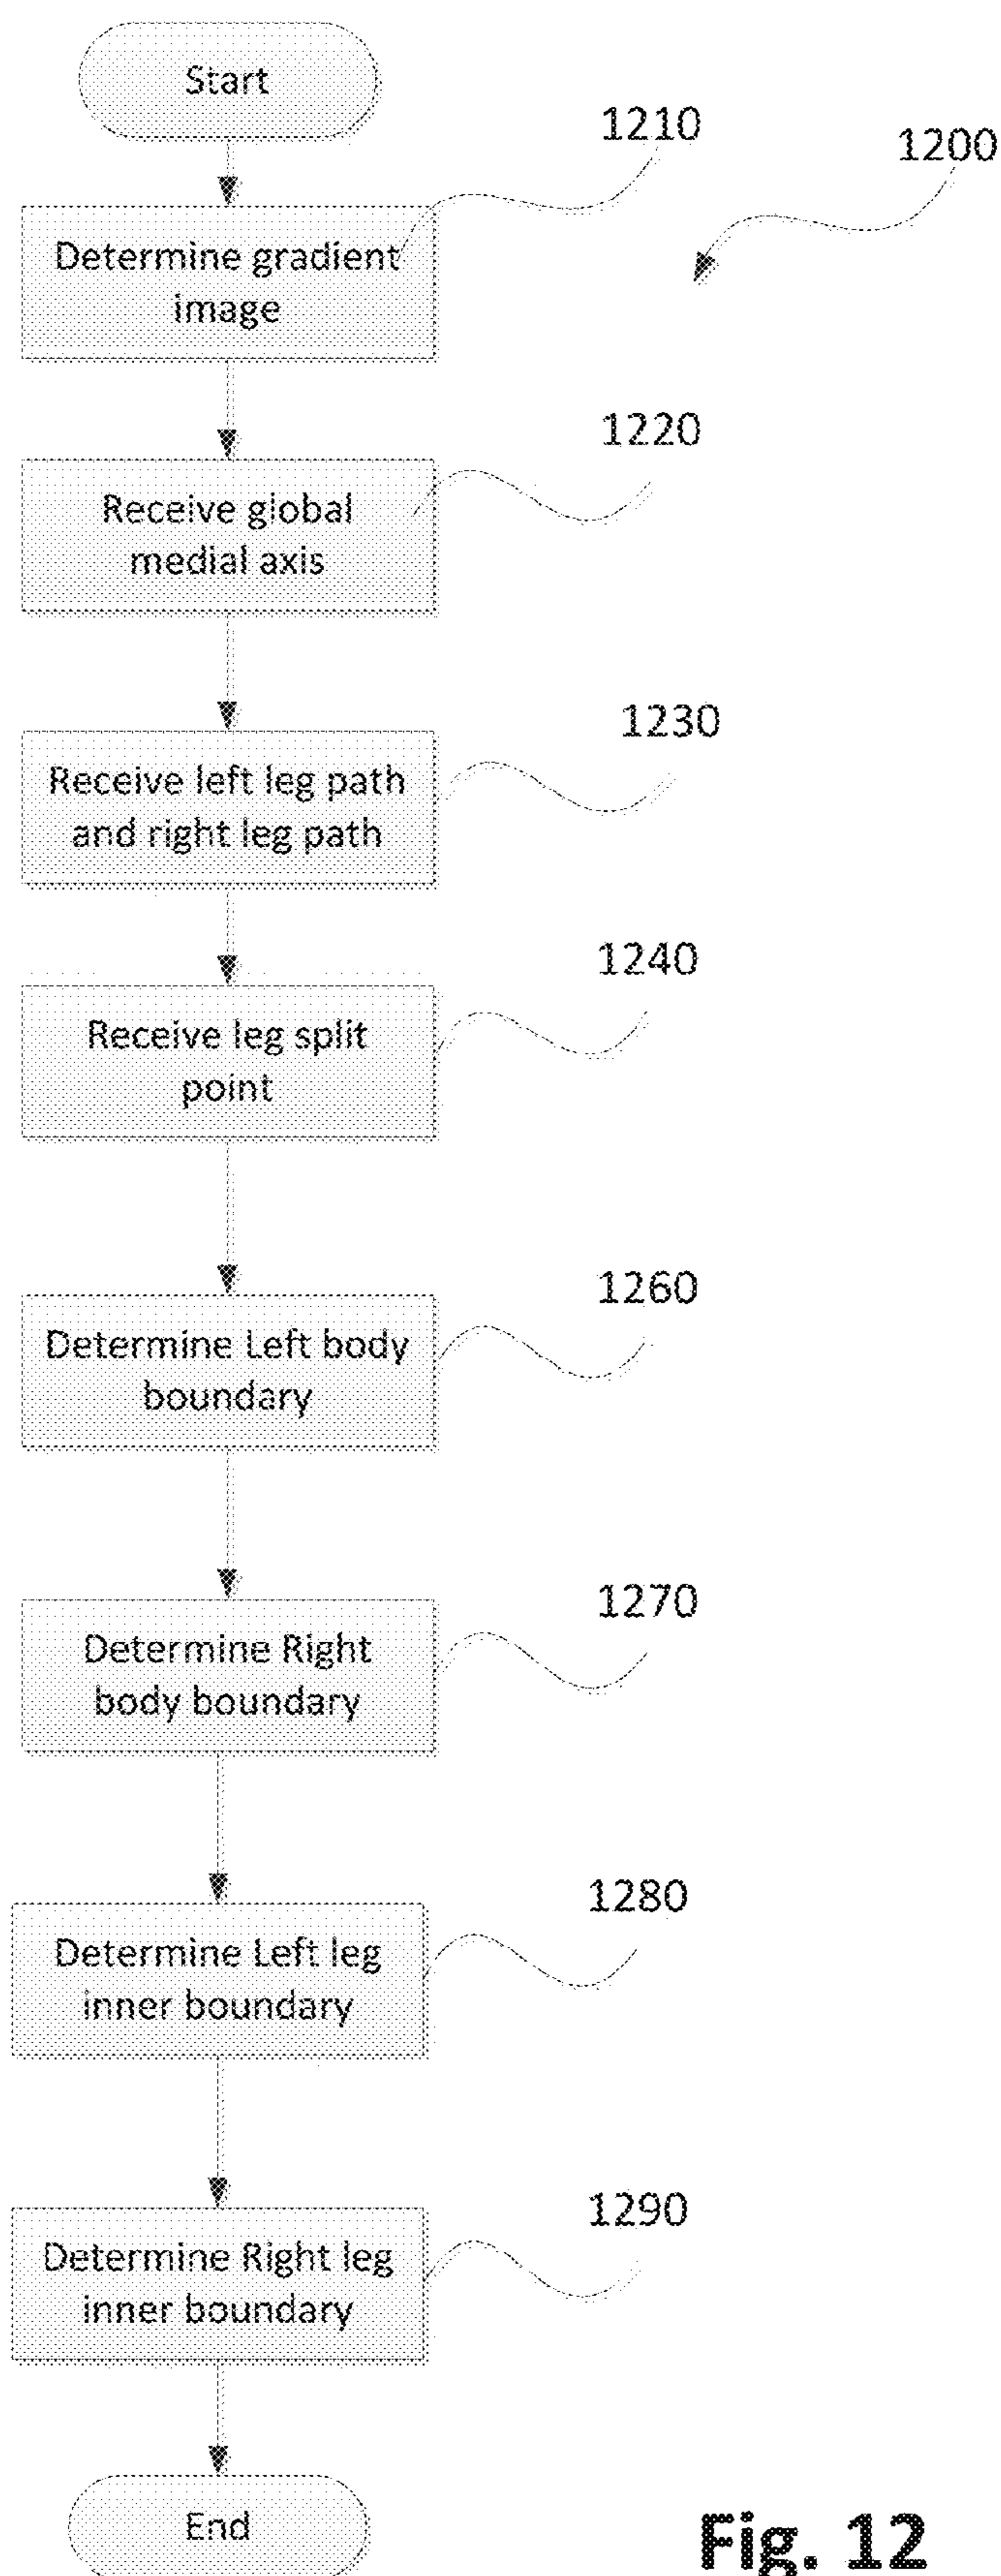 Start
1210
1200
Determine gradient
image
1220
Receive global
medial axis
1230
Receive left leg path
and right leg path
1240
Receive leg split
point
1260
Determine Left body
boundary
1270
Determine Right
body boundary
1280
Determine Left leg
inner boundary
1290
Determine Right leg
inner boundary
End
Fig. 12